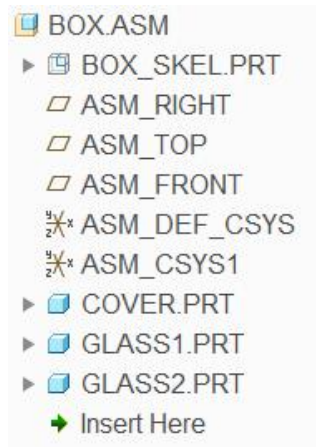 BOX.ASM
BOX_SKEL.PRT
ASM_RIGHT
ASM_TOP
ASM_FRONT
ASM_DEF_CSYS
ASM_CSYS1
COVER.PRT
GLASS1.PRT
GLASS2.PRT
Insert Here